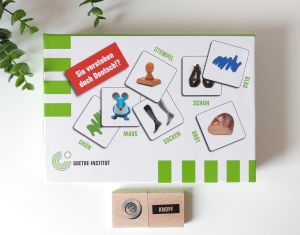 Sie verstehen
doch Deutsch!?
STEMPEL
BLAU
SCHUH
GRÜN
MAUS
SOCKEN
BROT
GOETHE-INSTITUT
KNOPF